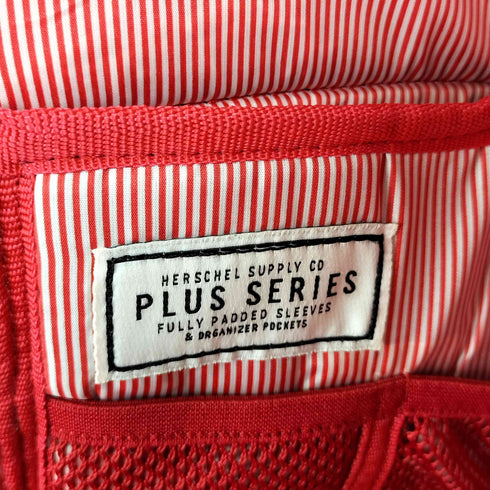 HERSCHEL SUPPLY CO
PLUS SERIES
FULLY PADDED SLEEVES
& ORGANIZER POCKETS